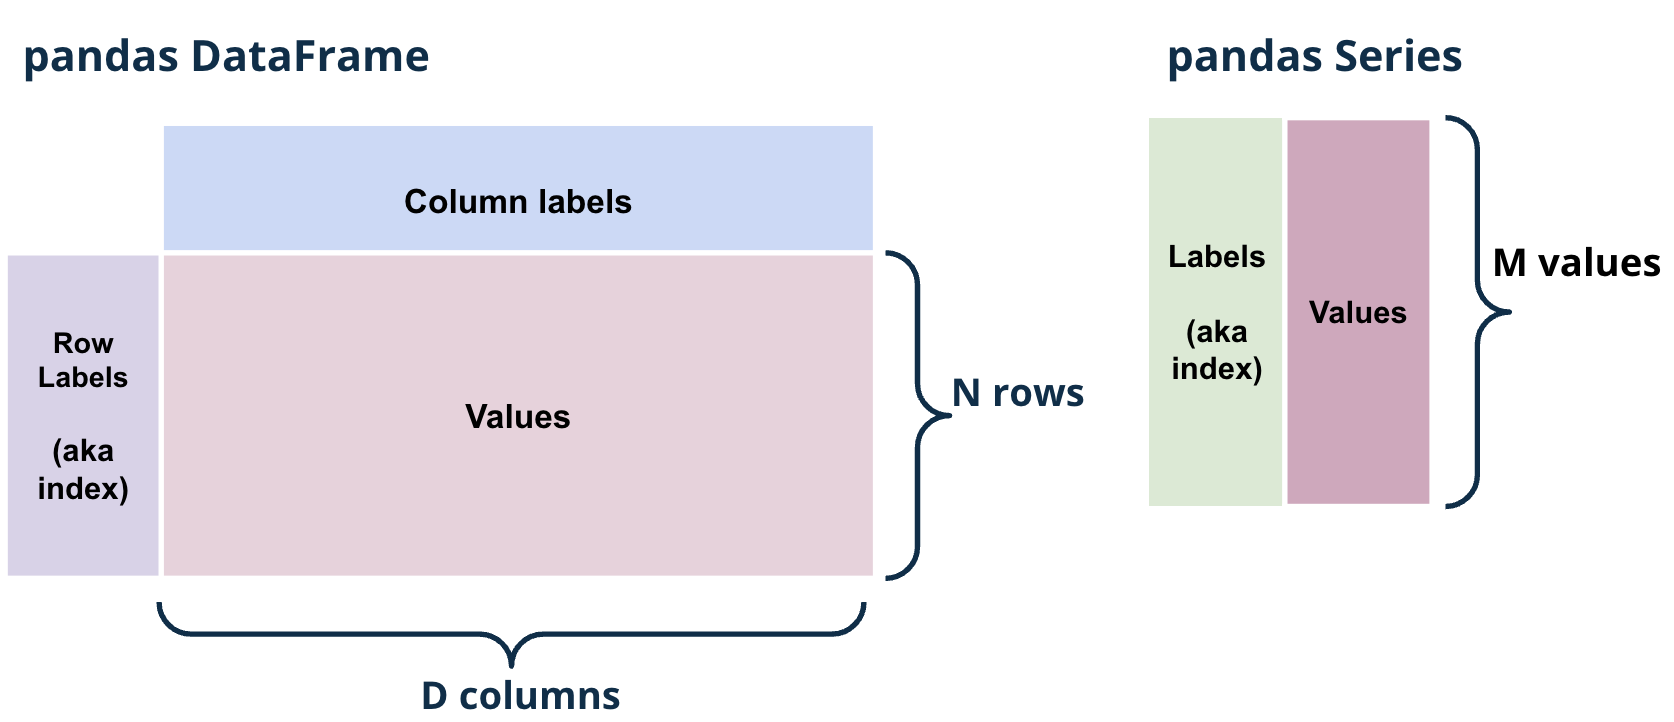 pandas DataFrame
Column labels
Row
Labels
(aka
index)
Values
N rows
D columns
pandas Series
Labels
(aka
index)
Values
M values